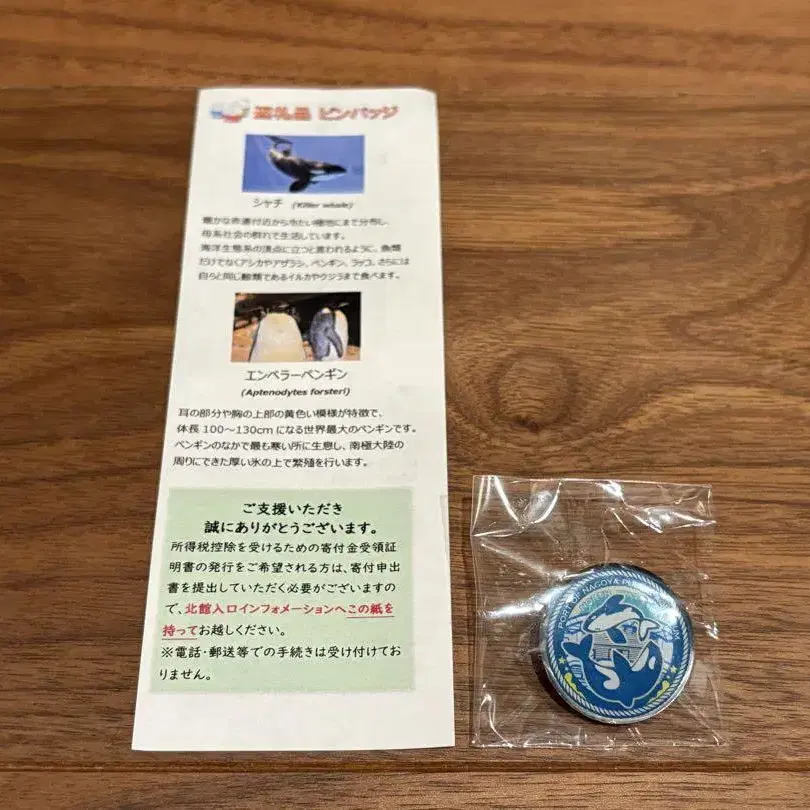 返礼品 ピンバッジ
シャチ (Killer whale)
暖かな赤道付近から冷たい極地にまで分布し、
母系社会の群れで生活しています。
海洋生態系の頂点に立つと言われるように、魚類
だけでなくアシカやアザラシ、ペンギン、ラッコ、さらには
自らと同じ鯨類であるイルカやクジラまで食べます。
エンペラーペンギン
(Aptenodytes forsteri)
耳の部分や胸の上部の黄色い模様が特徴で、
体長 100~130cm になる世界最大のペンギンです。
ペンギンのなかで最も寒い所に生息し、南極大陸の
周りにできた厚い氷の上で繁殖を行います。
ご支援いただき
誠にありがとうございます。
所得税控除を受けるための寄付金受領証
明書の発行をご希望される方は、寄付申出
書を提出していただく必要がございますの
で、北館入口インフォメーションへこの紙を
持ってお越しください。
※電話・郵送等での手続きは受け付けてお
りません。
PORT OF NAGOYA PU